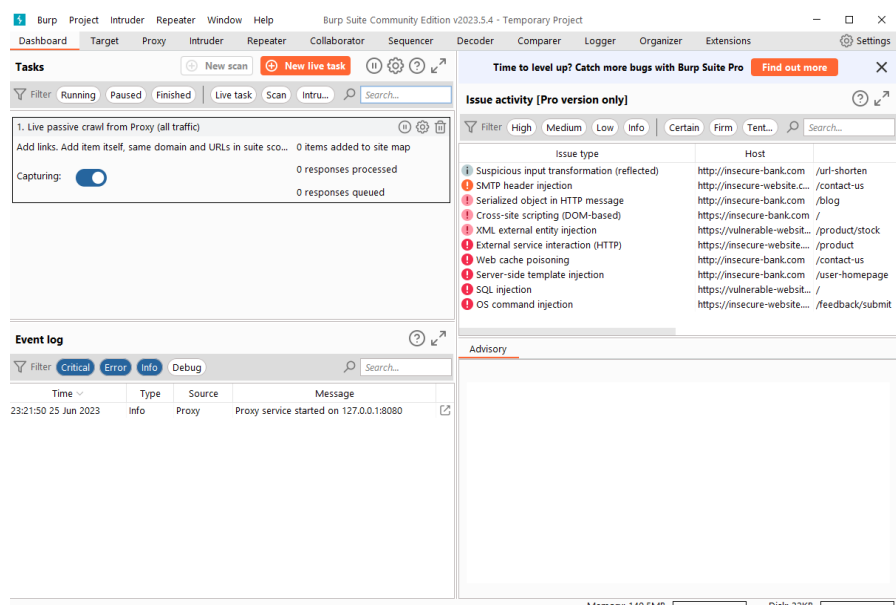 Burp Project Intruder Repeater Window Help Burp Suite Community Edition v2023.5.4 - Temporary Project
Dashboard Target Proxy Intruder Repeater Collaborator Sequencer Decoder Comparer Logger Organizer Extensions Settings
Tasks
New scan New live task
Filter Running Paused Finished Live task Scan Intru... Search...
1. Live passive crawl from Proxy (all traffic)
Add links. Add item itself, same domain and URLs in suite sco... 0 items added to site map
Capturing: 0 responses processed
0 responses queued
Event log
Filter Critical Error Info Debug Search...
Time Type Source Message
23:21:50 25 Jun 2023 Info Proxy Proxy service started on 127.0.0.1:8080
Time to level up? Catch more bugs with Burp Suite Pro Find out more
Issue activity [Pro version only]
Filter High Medium Low Info Certain Firm Tent... Search...
Issue type Host
Suspicious input transformation (reflected) http://insecure-bank.com /url-shorten
SMTP header injection http://insecure-website.c... /contact-us
Serialized object in HTTP message http://insecure-bank.com /blog
Cross-site scripting (DOM-based) https://insecure-bank.com /
XML external entity injection https://vulnerable-websit... /product/stock
External service interaction (HTTP) https://insecure-website.... /product
Web cache poisoning http://insecure-bank.com /contact-us
Server-side template injection http://insecure-bank.com /user-homepage
SQL injection https://vulnerable-websit... /
OS command injection https://insecure-website.... /feedback/submit
Advisory